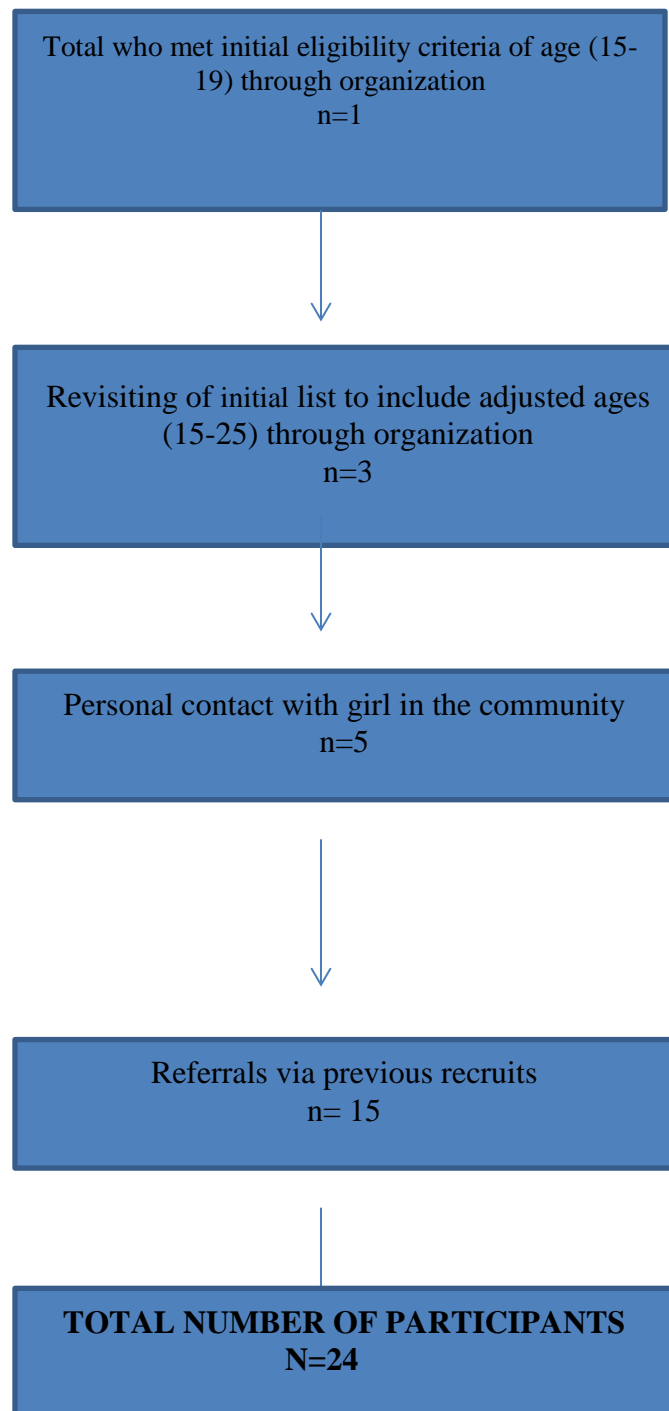 Total who met initial eligibility criteria of age (15-
19) through organization
n=1
Revisiting of initial list to include adjusted ages
(15-25) through organization
n=3
Personal contact with girl in the community
n=5
Referrals via previous recruits
n= 15
TOTAL NUMBER OF PARTICIPANTS
N=24